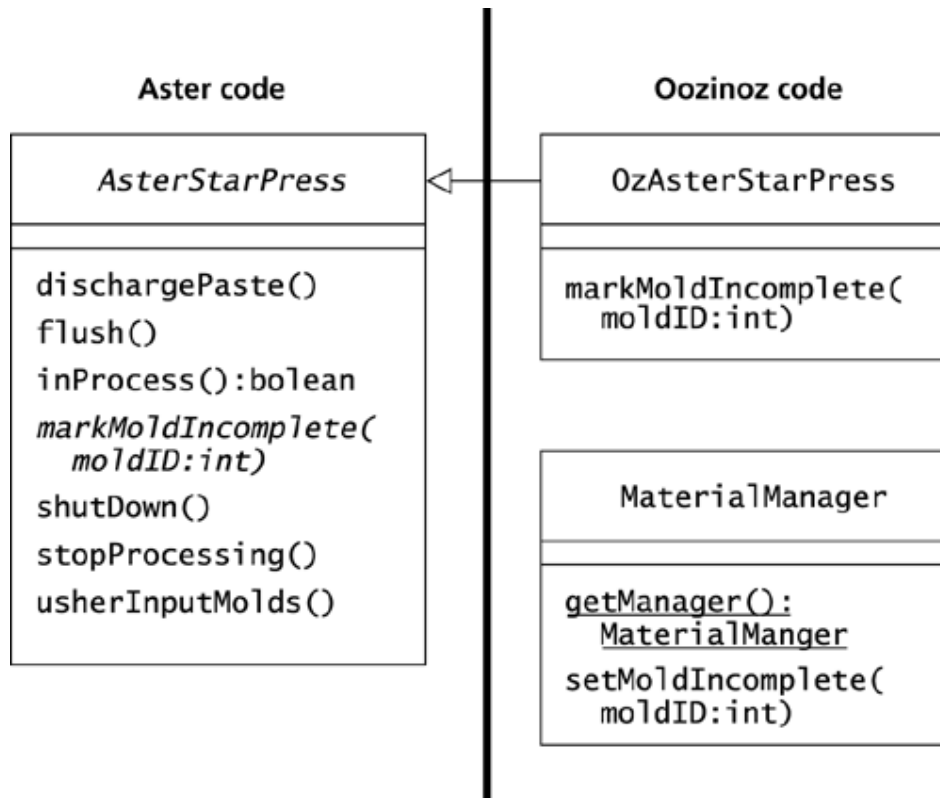 Aster code
AsterStarPress
dischargePaste()
flush()
inProcess():bolean
markMoldIncomplete(
moldID:int)
shutDown()
stopProcessing()
usherInputMolds()
Oozinoz code
OzAsterStarPress
markMoldIncomplete(
moldID:int)
MaterialManager
getManager():
MaterialManger
setMoldIncomplete(
moldID:int)